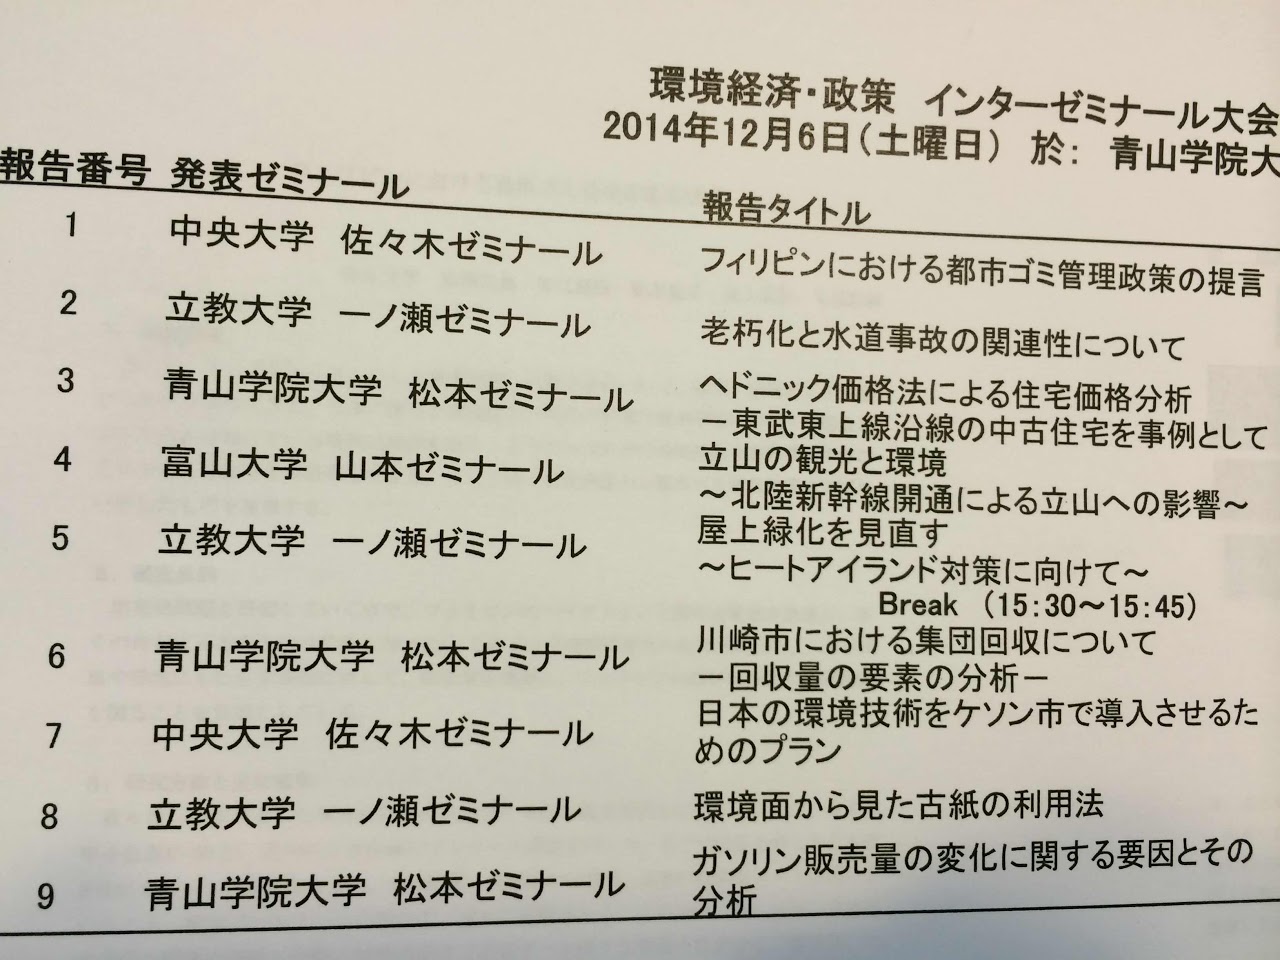 環境経済・政策　インターゼミナール大会
2014年12月6日（土曜日）　於：　青山学院大
報告番号 発表ゼミナール 報告タイトル
1 中央大学　佐々木ゼミナール フィリピンにおける都市ゴミ管理政策の提言
2 立教大学　一ノ瀬ゼミナール 老朽化と水道事故の関連性について
3 青山学院大学　松本ゼミナール ヘドニック価格法による住宅価格分析
－東武東上線沿線の中古住宅を事例として
4 富山大学　山本ゼミナール 立山の観光と環境
～北陸新幹線開通による立山への影響～
5 立教大学　一ノ瀬ゼミナール 屋上緑化を見直す
～ヒートアイランド対策に向けて～
Break （15：30～15：45）
6 青山学院大学　松本ゼミナール 川崎市における集団回収について
－回収量の要素の分析－
7 中央大学　佐々木ゼミナール 日本の環境技術をケソン市で導入させるた
めのプラン
8 立教大学　一ノ瀬ゼミナール 環境面から見た古紙の利用法
9 青山学院大学　松本ゼミナール ガソリン販売量の変化に関する要因とその
分析